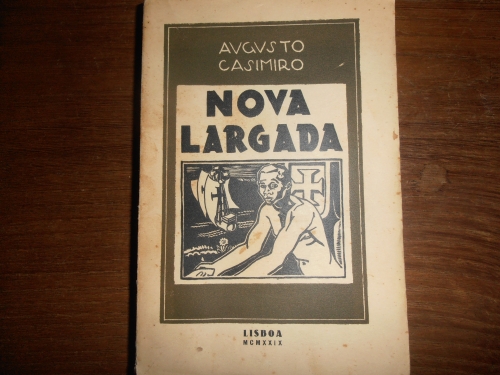 AVGVSTO
CASIMIRO
NOVA
LARGADA
LISBOA
MCMXXIX